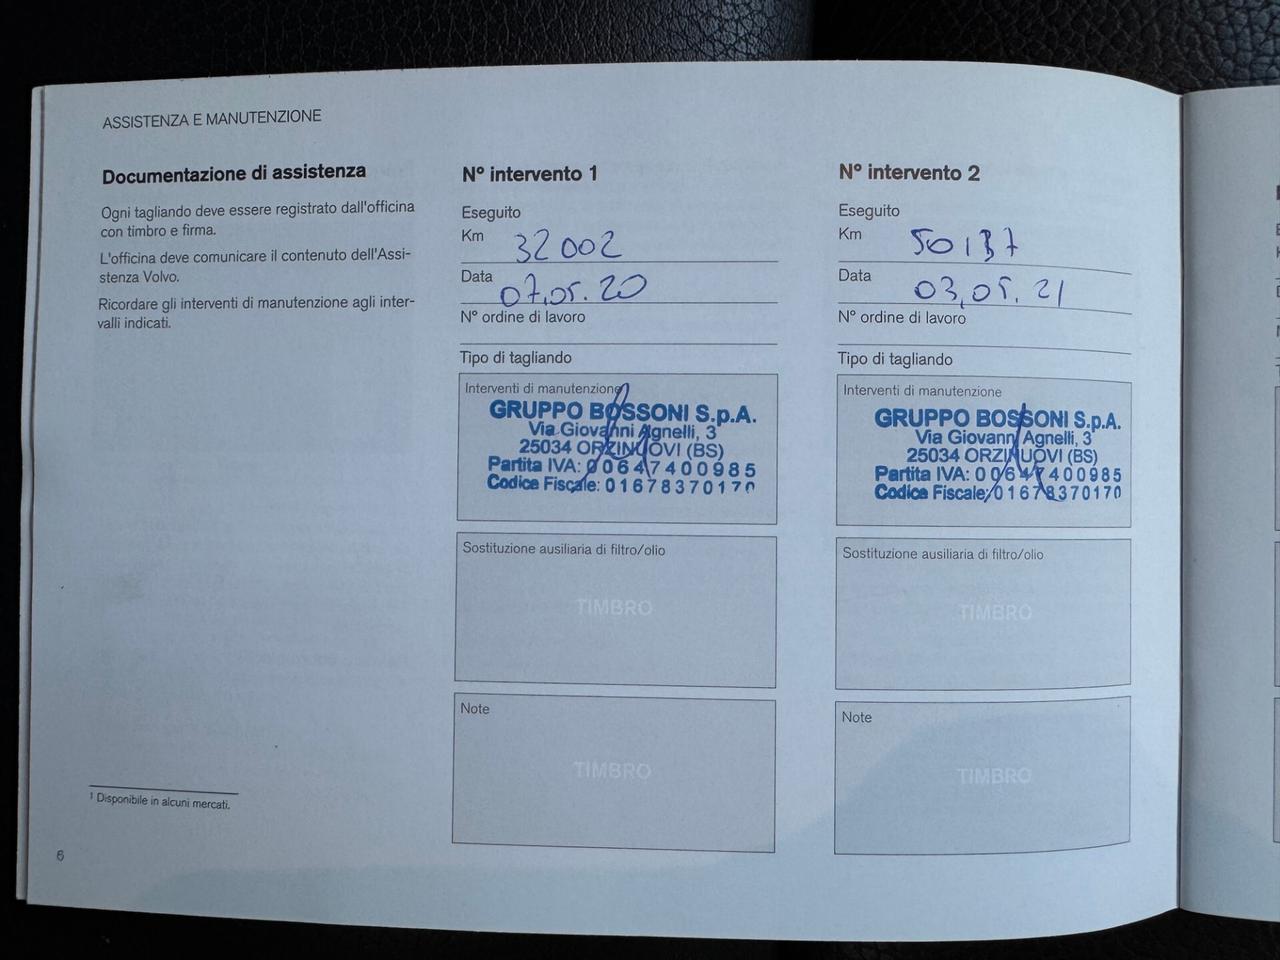 ASSISTENZA E MANUTENZIONE
Documentazione di assistenza
Ogni tagliando deve essere registrato dall'officina
con timbro e firma.
L'officina deve comunicare il contenuto dell'Assi-
stenza Volvo.
Ricordare gli interventi di manutenzione agli inter-
valli indicati.
¹ Disponibile in alcuni mercati.
6
N° intervento 1
Eseguito
Km 32002
Data 07.05.20
N° ordine di lavoro
Tipo di tagliando
Interventi di manutenzione
GRUPPO BOSSONI S.p.A.
Via Giovanni Agnelli, 3
25034 ORZINUOVI (BS)
Partita IVA: 00647400985
Codice Fiscale: 01678370170
Sostituzione ausiliaria di filtro/olio
TIMBRO
Note
TIMBRO
N° intervento 2
Eseguito
Km 50137
Data 03.05.21
N° ordine di lavoro
Tipo di tagliando
Interventi di manutenzione
GRUPPO BOSSONI S.p.A.
Via Giovanni Agnelli, 3
25034 ORZINUOVI (BS)
Partita IVA: 00647400985
Codice Fiscale: 01678370170
Sostituzione ausiliaria di filtro/olio
TIMBRO
Note
TIMBRO